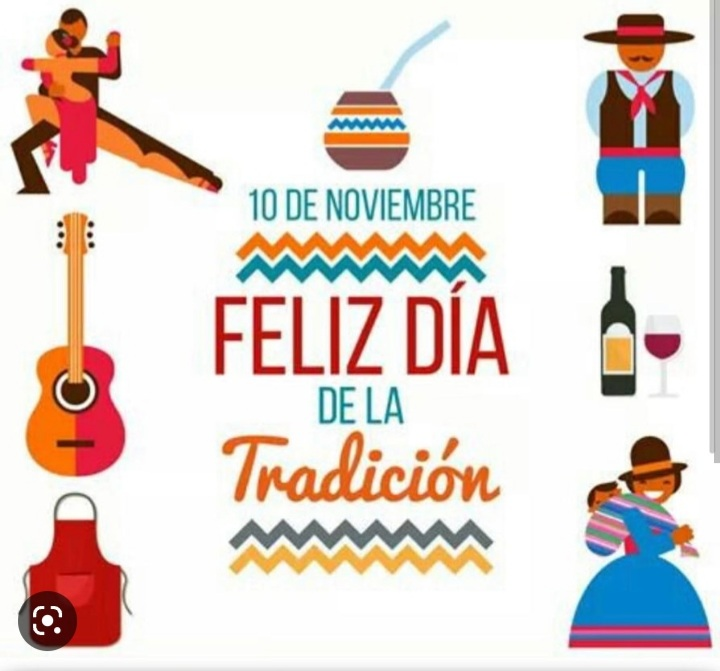 10 DE NOVIEMBRE
FELIZ DÍA
DE LA
Tradición